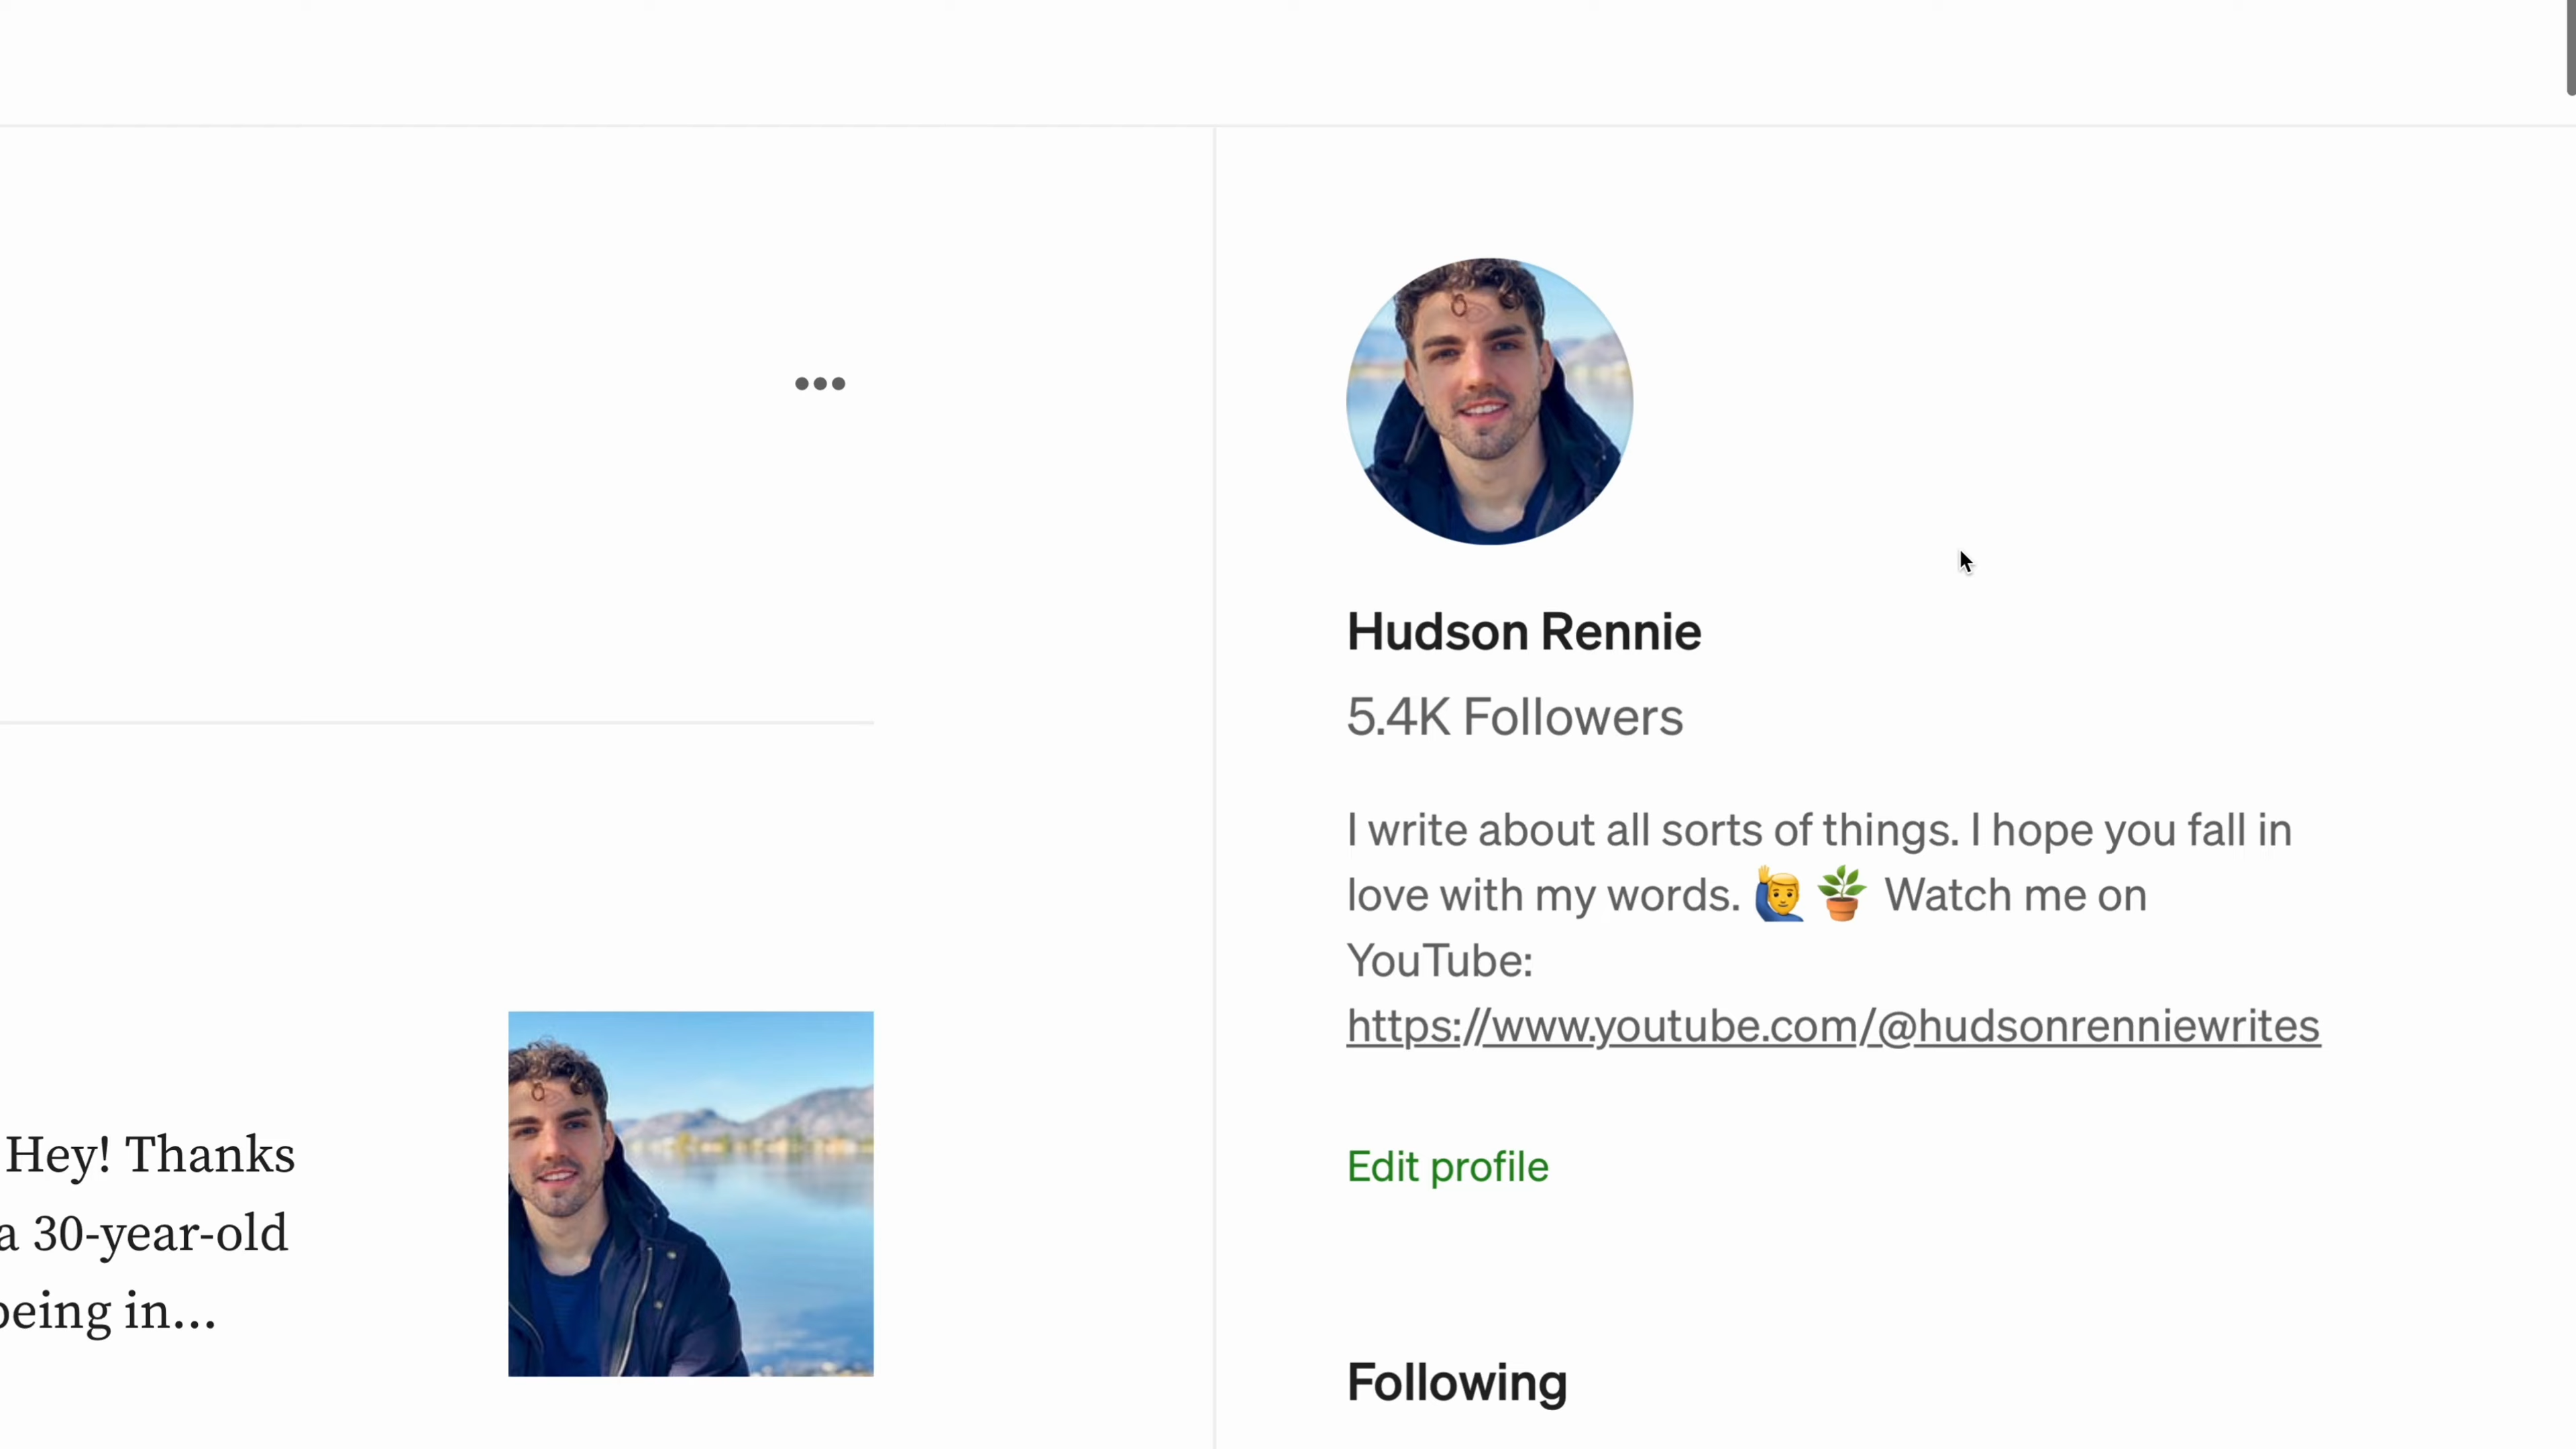 Hudson Rennie
5.4K Followers
I write about all sorts of things. I hope you fall in
love with my words. 🙋‍♂️ 🪴 Watch me on
YouTube:
https://www.youtube.com/@hudsonrenniewrites
Edit profile
Following
Hey! Thanks
a 30-year-old
being in...